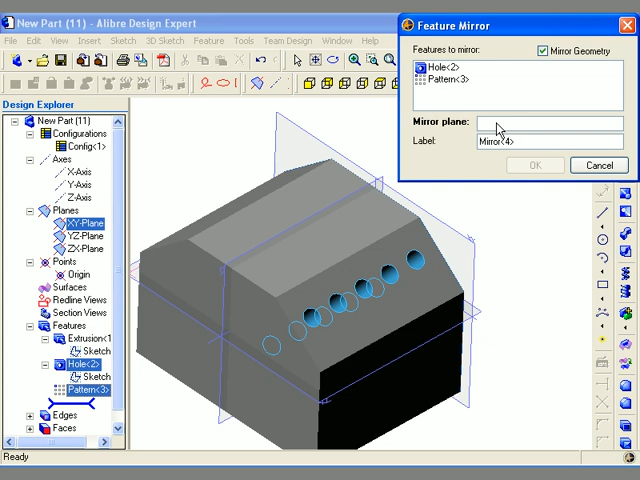 New Part (11) - Alibre Design Expert
File Edit View Insert Sketch 3D Sketch Feature Tools Team Design Window Help
Design Explorer
New Part (11)
Configurations
Config<1>
Axes
X-Axis
Y-Axis
Z-Axis
Planes
XY-Plane
YZ-Plane
ZX-Plane
Points
Origin
Surfaces
Redline Views
Section Views
Features
Extrusion<1
Sketch
Hole<2>
Sketch
Pattern<3>
Edges
Faces
Ready
Feature Mirror
Features to mirror:
Mirror Geometry
Hole<2>
Pattern<3>
Mirror plane:
Label:
Mirror<4>
OK
Cancel